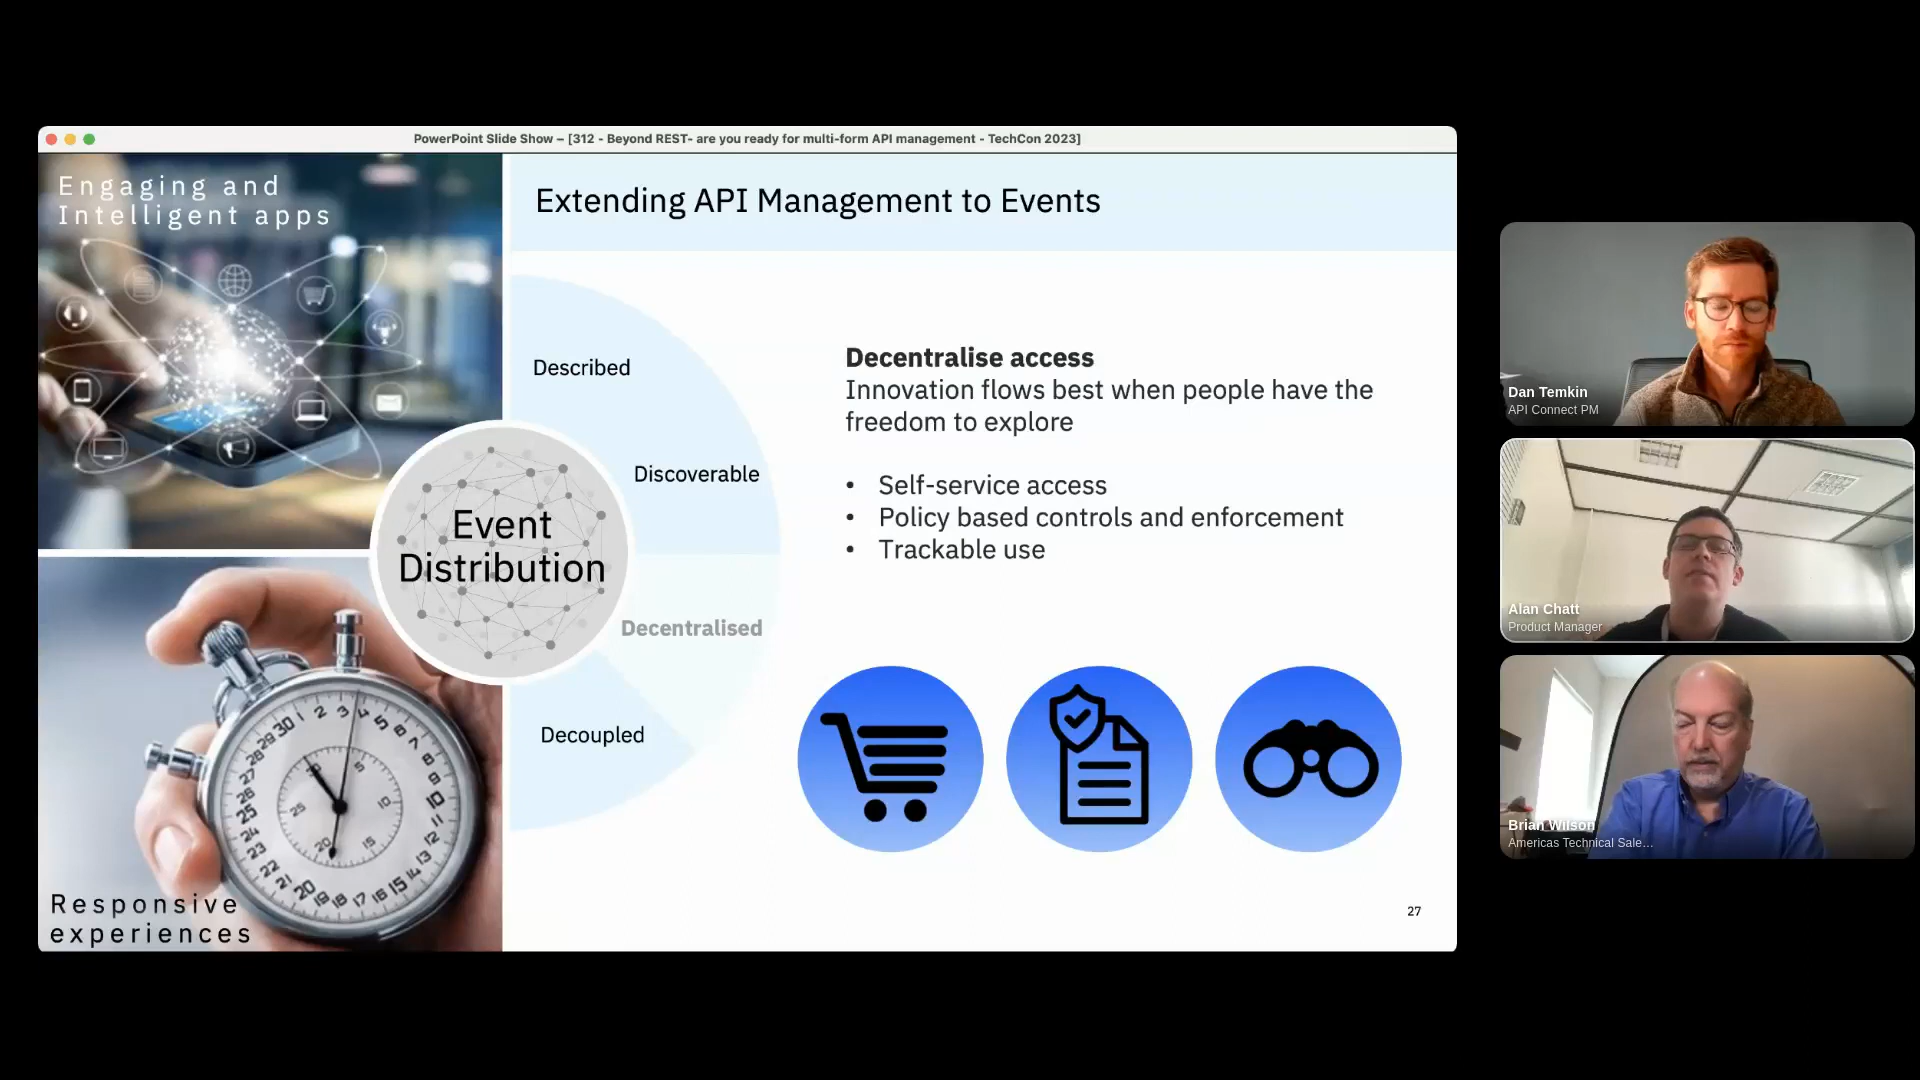 PowerPoint Slide Show – [312 - Beyond REST- are you ready for multi-form API management - TechCon 2023]
Engaging and
Intelligent apps
Extending API Management to Events
Described
Discoverable
Event
Distribution
Decentralised
Decoupled
Decentralise access
Innovation flows best when people have the
freedom to explore
• Self-service access
• Policy based controls and enforcement
• Trackable use
Responsive
experiences
27
Dan Temkin
API Connect PM
Alan Chatt
Product Manager
Brian Wilson
Americas Technical Sale...